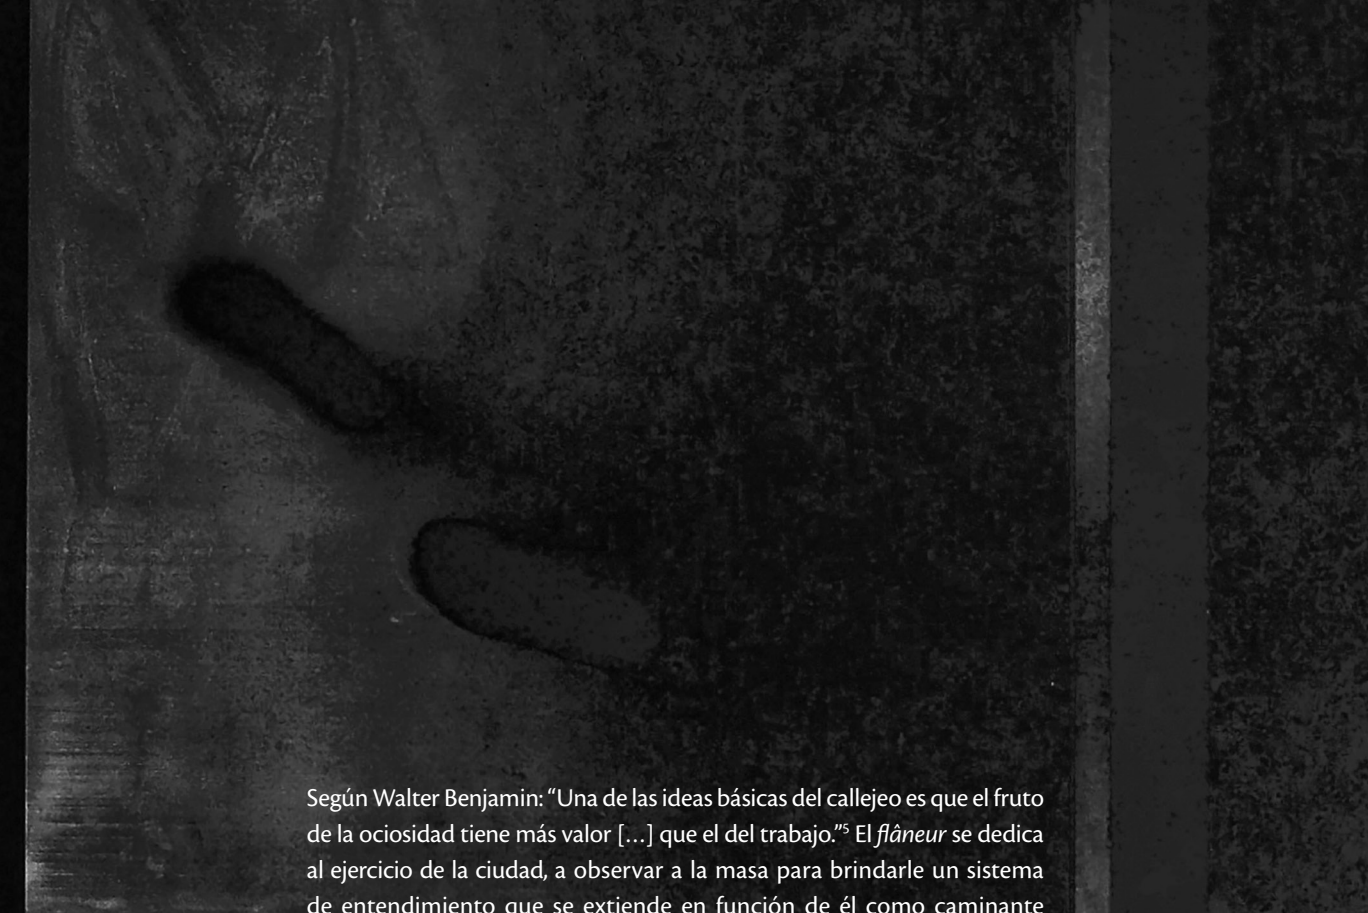 Según Walter Benjamin: “Una de las ideas básicas del callejeo es que el fruto
de la ociosidad tiene más valor […] que el del trabajo.”⁵ El flâneur se dedica
al ejercicio de la ciudad, a observar a la masa para brindarle un sistema
de entendimiento que se extiende en función de él como caminante